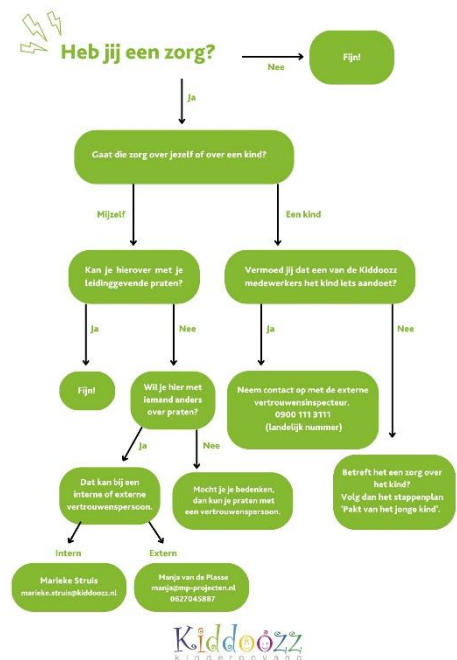 Heb jij een zorg?
Nee
Fijn!
Ja
Gaat die zorg over jezelf of over een kind?
Mijzelf
Een kind
Kan je hierover met je
leidinggevende praten?
Vermoed jij dat een van de Kiddoozz
medewerkers het kind iets aandoet?
Ja
Nee
Ja
Nee
Fijn!
Wil je hier met
iemand anders
over praten?
Neem contact op met de externe
vertrouwensinspecteur.
0900 111 3111
(landelijk nummer)
Ja
Nee
Dat kan bij een
interne of externe
vertrouwenspersoon.
Mocht je je bedenken,
dan kun je praten met
een vertrouwenspersoon.
Betreft het een zorg over
het kind?
Volg dan het stappenplan
'Pakt van het jonge kind'.
Intern
Extern
Marieke Struis
marieke.struis@kiddoozz.nl
Manja van de Plasse
manja@mp-projecten.nl
0627045887
Kiddoozz
kinderopvang